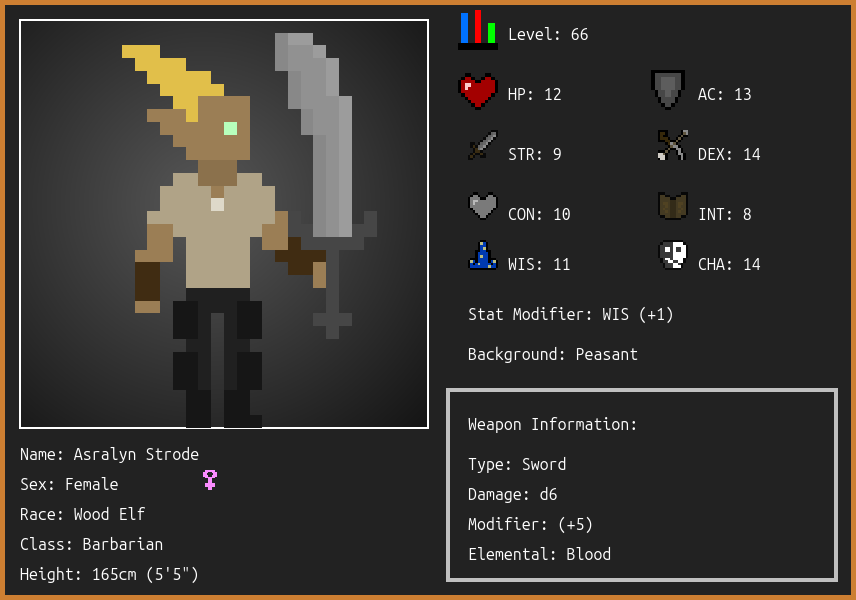 Level: 66
HP: 12
AC: 13
STR: 9
DEX: 14
CON: 10
INT: 8
WIS: 11
CHA: 14
Stat Modifier: WIS (+1)
Background: Peasant
Weapon Information:
Type: Sword
Damage: d6
Modifier: (+5)
Elemental: Blood
Name: Asralyn Strode
Sex: Female
Race: Wood Elf
Class: Barbarian
Height: 165cm (5'5")